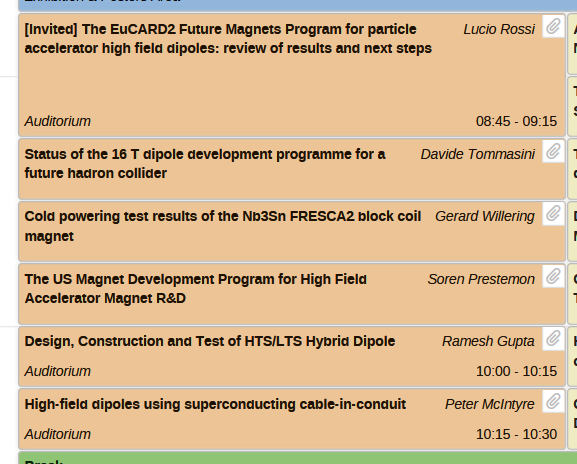 [Invited] The EuCARD2 Future Magnets Program for particle Lucio Rossi
accelerator high field dipoles: review of results and next steps
Auditorium 08:45 - 09:15
Status of the 16 T dipole development programme for a Davide Tommasini
future hadron collider
Cold powering test results of the Nb3Sn FRESCA2 block coil Gerard Willering
magnet
The US Magnet Development Program for High Field Soren Prestemon
Accelerator Magnet R&D
Design, Construction and Test of HTS/LTS Hybrid Dipole Ramesh Gupta
Auditorium 10:00 - 10:15
High-field dipoles using superconducting cable-in-conduit Peter McIntyre
Auditorium 10:15 - 10:30